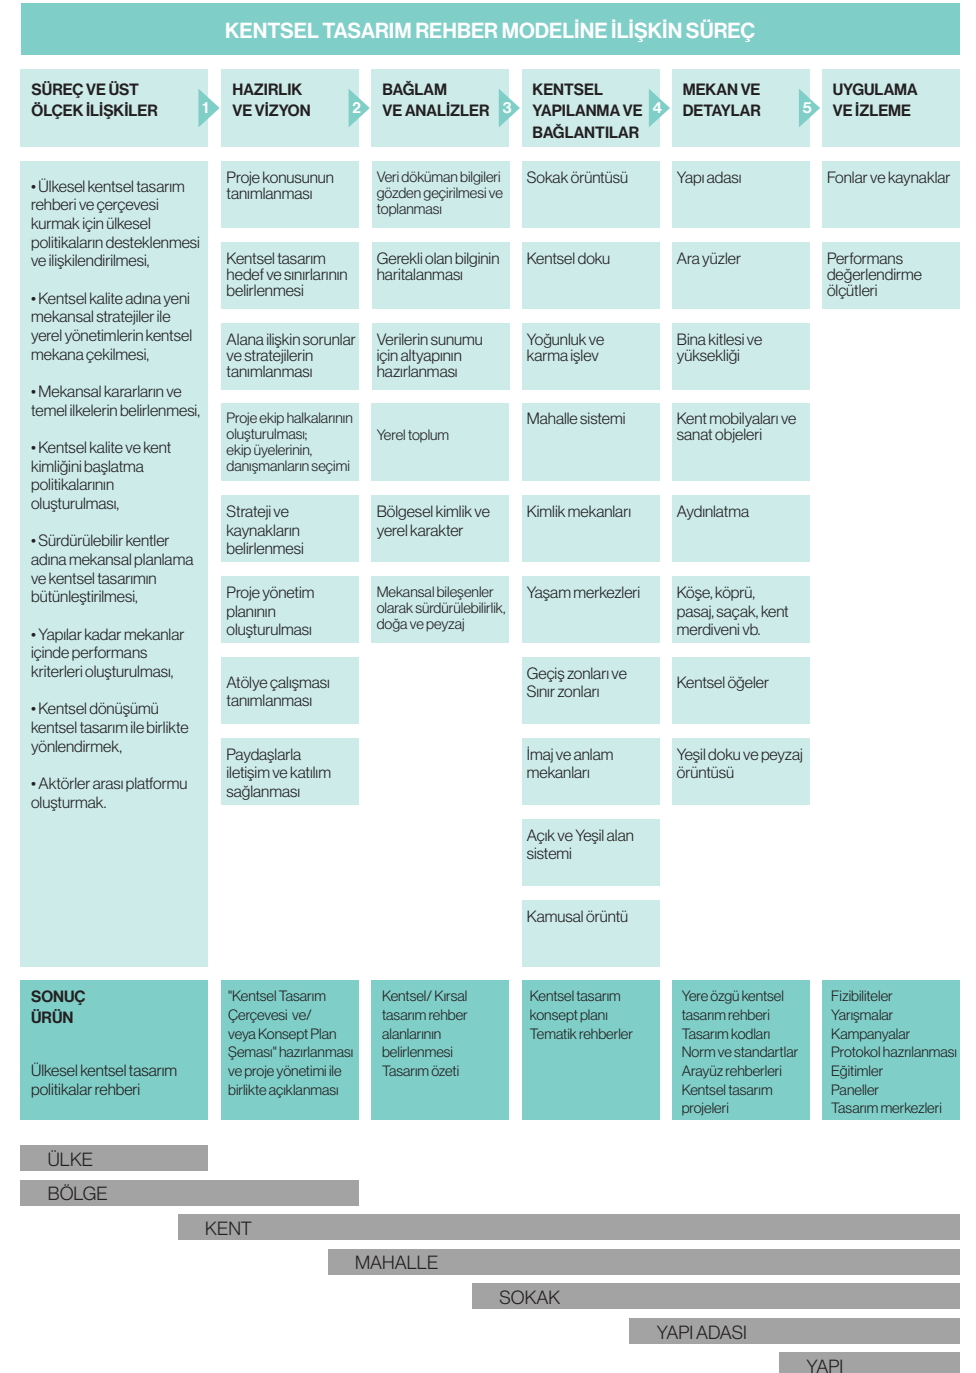 KENTSEL TASARIM REHBER MODELİNE İLİŞKİN SÜREÇ
SÜREÇ VE ÜST
ÖLÇEK İLİŞKİLER
1
HAZIRLIK
VE VİZYON
2
BAĞLAM
VE ANALİZLER
3
KENTSEL
YAPILANMA VE
BAĞLANTILAR
4
MEKAN VE
DETAYLAR
5
UYGULAMA
VE İZLEME
• Ülkesel kentsel tasarım
rehberi ve çerçevesi
kurmak için ülkesel
politikaların desteklenmesi
ve ilişkilendirilmesi,
• Kentsel kalite adına yeni
mekansal stratejiler ile
yerel yönetimlerin kentsel
mekana çekilmesi,
• Mekansal kararların ve
temel ilkelerin belirlenmesi,
• Kentsel kalite ve kent
kimliğini başlatma
politikalarının
oluşturulması,
• Sürdürülebilir kentler
adına mekansal planlama
ve kentsel tasarımın
bütünleştirilmesi,
• Yapılar kadar mekanlar
içinde performans
kriterleri oluşturulması,
• Kentsel dönüşümü
kentsel tasarım ile birlikte
yönlendirmek,
• Aktörler arası platformu
oluşturmak.
Proje konusunun
tanımlanması
Kentsel tasarım
hedef ve sınırlarının
belirlenmesi
Alana ilişkin sorunlar
ve stratejilerin
tanımlanması
Proje ekip halkalarının
oluşturulması;
ekip üyelerinin,
danışmanların seçimi
Strateji ve
kaynakların
belirlenmesi
Proje yönetim
planının
oluşturulması
Atölye çalışması
tanımlanması
Paydaşlarla
iletişim ve katılım
sağlanması
Veri döküman bilgileri
gözden geçirilmesi ve
toplanması
Gerekli olan bilginin
haritalanması
Verilerin sunumu
için altyapının
hazırlanması
Yerel toplum
Bölgesel kimlik ve
yerel karakter
Mekansal bileşenler
olarak sürdürülebilirlik,
doğa ve peyzaj
Sokak örüntüsü
Kentsel doku
Yoğunluk ve
karma işlev
Mahalle sistemi
Kimlik mekanları
Yaşam merkezleri
Geçiş zonları ve
Sınır zonları
İmaj ve anlam
mekanları
Açık ve Yeşil alan
sistemi
Kamusal örüntü
Yapı adası
Ara yüzler
Bina kitlesi ve
yüksekliği
Kent mobilyaları ve
sanat objeleri
Aydınlatma
Köşe, köprü,
pasaj, saçak, kent
merdiveni vb.
Kentsel öğeler
Yeşil doku ve peyzaj
örüntüsü
Fonlar ve kaynaklar
Performans
değerlendirme
ölçütleri
SONUÇ
ÜRÜN
Ülkesel kentsel tasarım
politikalar rehberi
"Kentsel Tasarım
Çerçevesi ve/
veya Konsept Plan
Şeması" hazırlanması
ve proje yönetimi ile
birlikte açıklanması
Kentsel/ Kırsal
tasarım rehber
alanlarının
belirlenmesi
Tasarım özeti
Kentsel tasarım
konsept planı
Tematik rehberler
Yere özgü kentsel
tasarım rehberi
Tasarım kodları
Norm ve standartlar
Arayüz rehberleri
Kentsel tasarım
projeleri
Fizibiliteler
Yarışmalar
Kampanyalar
Protokol hazrılanması
Eğitimler
Paneller
Tasarım merkezleri
ÜLKE
BÖLGE
KENT
MAHALLE
SOKAK
YAPI ADASI
YAPI